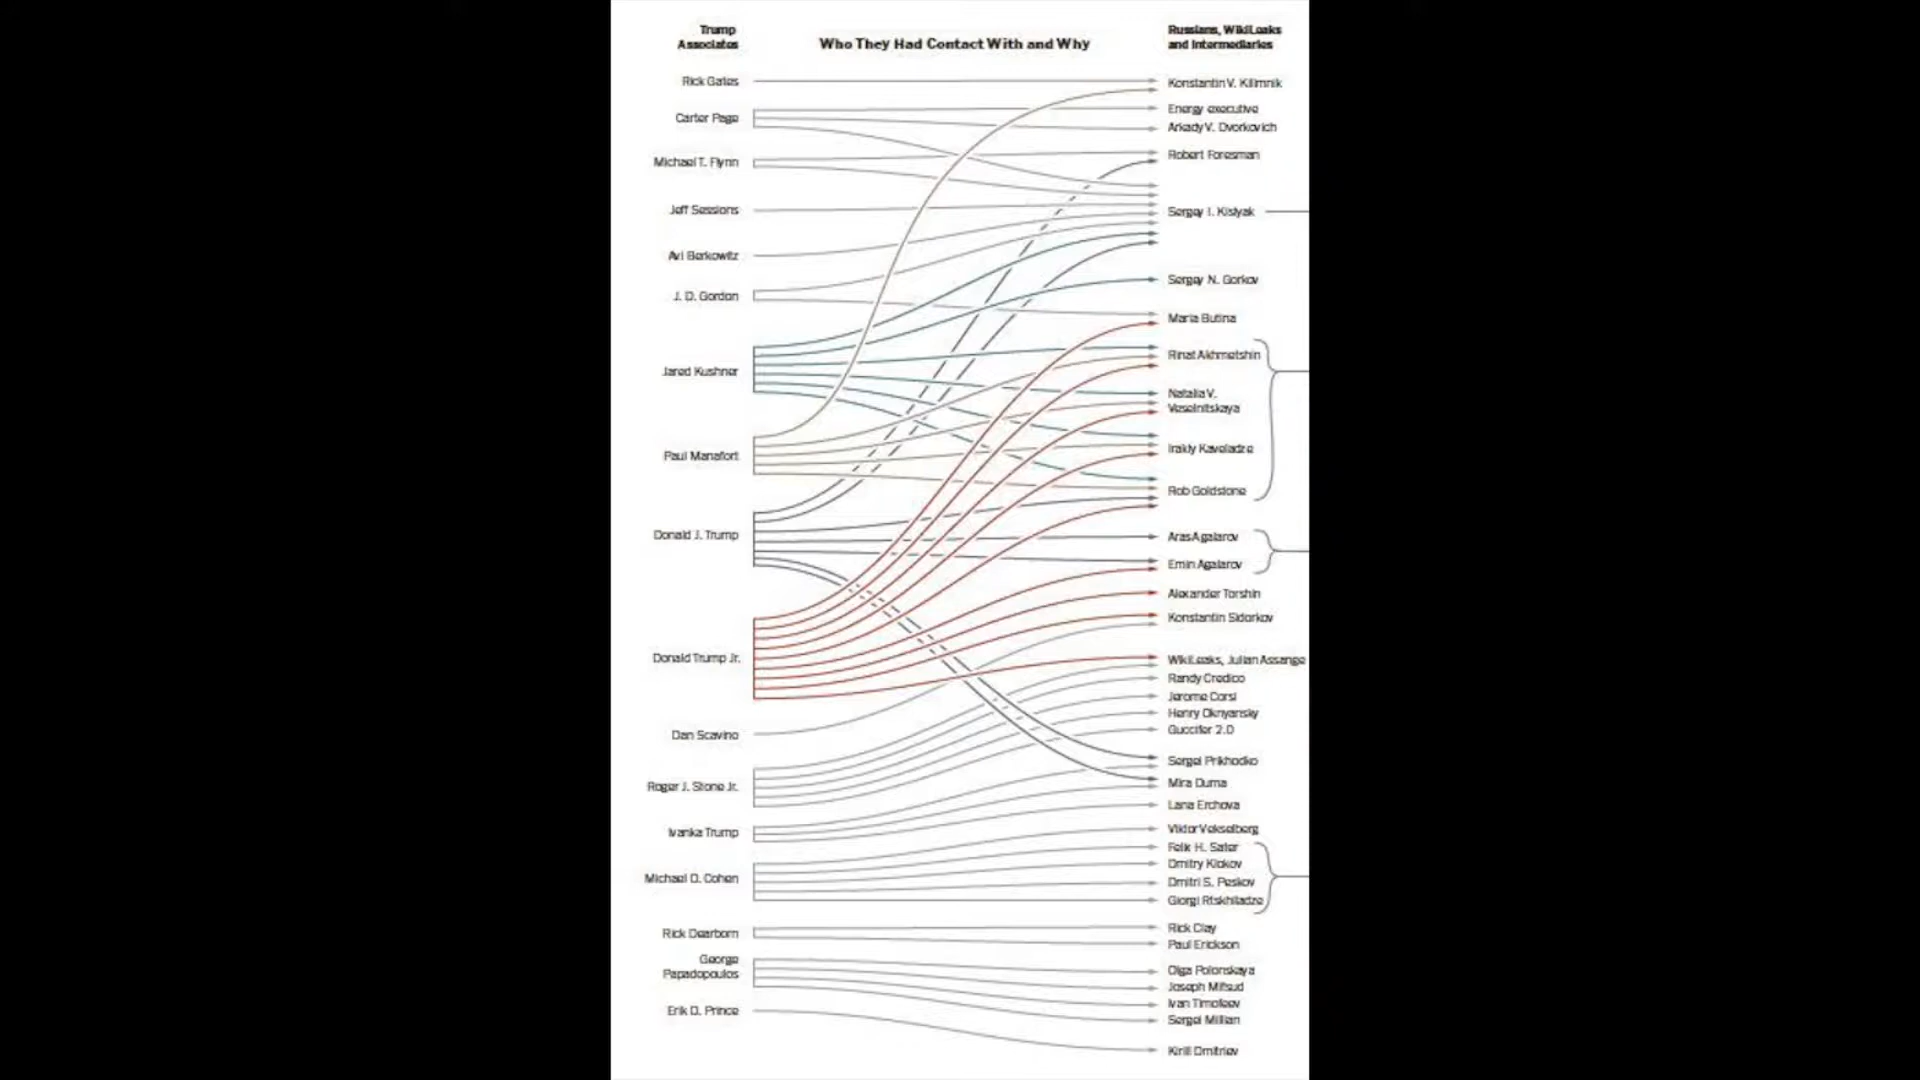 Trump
Associates
Who They Had Contact With and Why
Russians, WikiLeaks
and Intermediaries
Rick Gates
Konstantin V. Kilimnik
Carter Page
Energy executive
Arkady V. Dvorkovich
Michael T. Flynn
Robert Foresman
Jeff Sessions
Sergey I. Kislyak
Avi Berkowitz
J. D. Gordon
Sergey N. Gorkov
Maria Butina
Jared Kushner
Rinat Akhmetshin
Natalia V.
Veselnitskaya
Paul Manafort
Irakly Kaveladze
Rob Goldstone
Donald J. Trump
Aras Agalarov
Emin Agalarov
Alexander Torshin
Konstantin Sidorkov
Donald Trump Jr.
WikiLeaks, Julian Assange
Randy Credico
Jerome Corsi
Henry Oknyansky
Guccifer 2.0
Dan Scavino
Sergei Prikhodko
Mira Duma
Roger J. Stone Jr.
Lana Erchova
Ivanka Trump
Viktor Vekselberg
Felix H. Sater
Dmitry Klokov
Michael D. Cohen
Dmitri S. Peskov
Giorgi Rtskhiladze
Rick Dearborn
Rick Clay
Paul Erickson
George
Papadopoulos
Olga Polonskaya
Joseph Mifsud
Ivan Timofeev
Sergei Millian
Erik D. Prince
Kirill Dmitriev